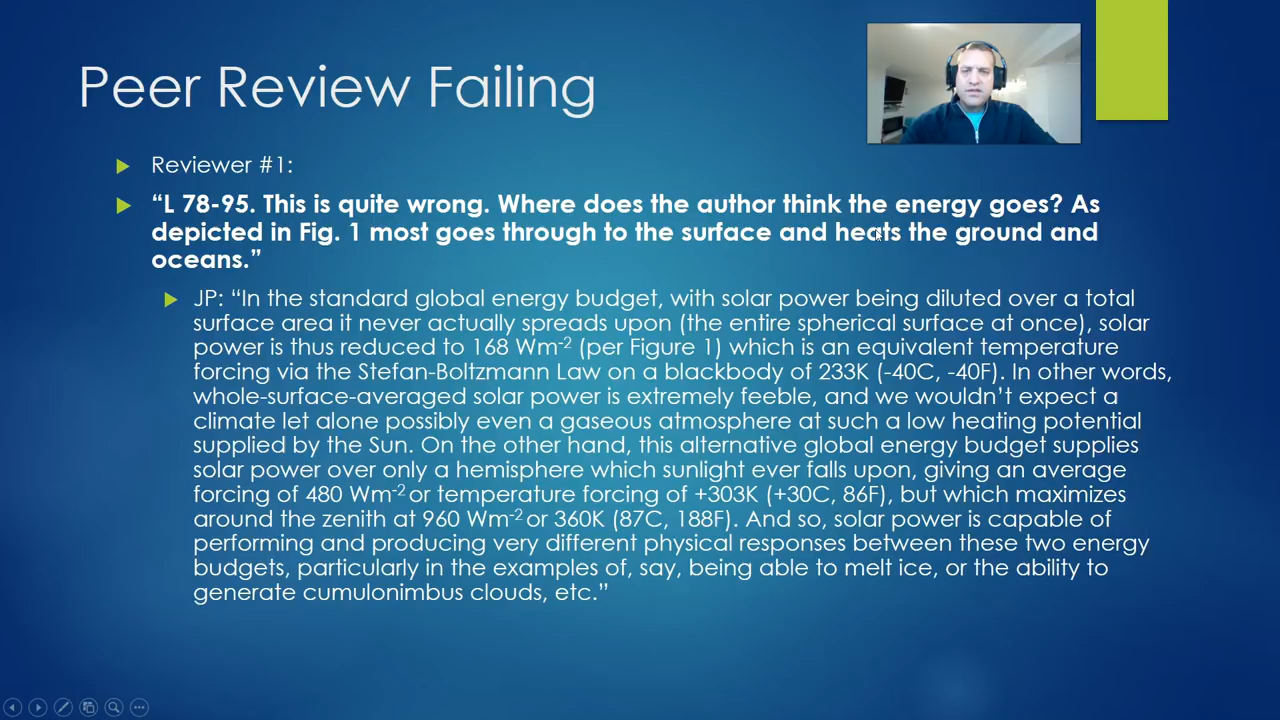 Peer Review Failing
Reviewer #1:
“L 78-95. This is quite wrong. Where does the author think the energy goes? As
depicted in Fig. 1 most goes through to the surface and heats the ground and
oceans.”
JP: “In the standard global energy budget, with solar power being diluted over a total
surface area it never actually spreads upon (the entire spherical surface at once), solar
power is thus reduced to 168 Wm-2 (per Figure 1) which is an equivalent temperature
forcing via the Stefan-Boltzmann Law on a blackbody of 233K (-40C, -40F). In other words,
whole-surface-averaged solar power is extremely feeble, and we wouldn’t expect a
climate let alone possibly even a gaseous atmosphere at such a low heating potential
supplied by the Sun. On the other hand, this alternative global energy budget supplies
solar power over only a hemisphere which sunlight ever falls upon, giving an average
forcing of 480 Wm-2 or temperature forcing of +303K (+30C, 86F), but which maximizes
around the zenith at 960 Wm-2 or 360K (87C, 188F). And so, solar power is capable of
performing and producing very different physical responses between these two energy
budgets, particularly in the examples of, say, being able to melt ice, or the ability to
generate cumulonimbus clouds, etc.”